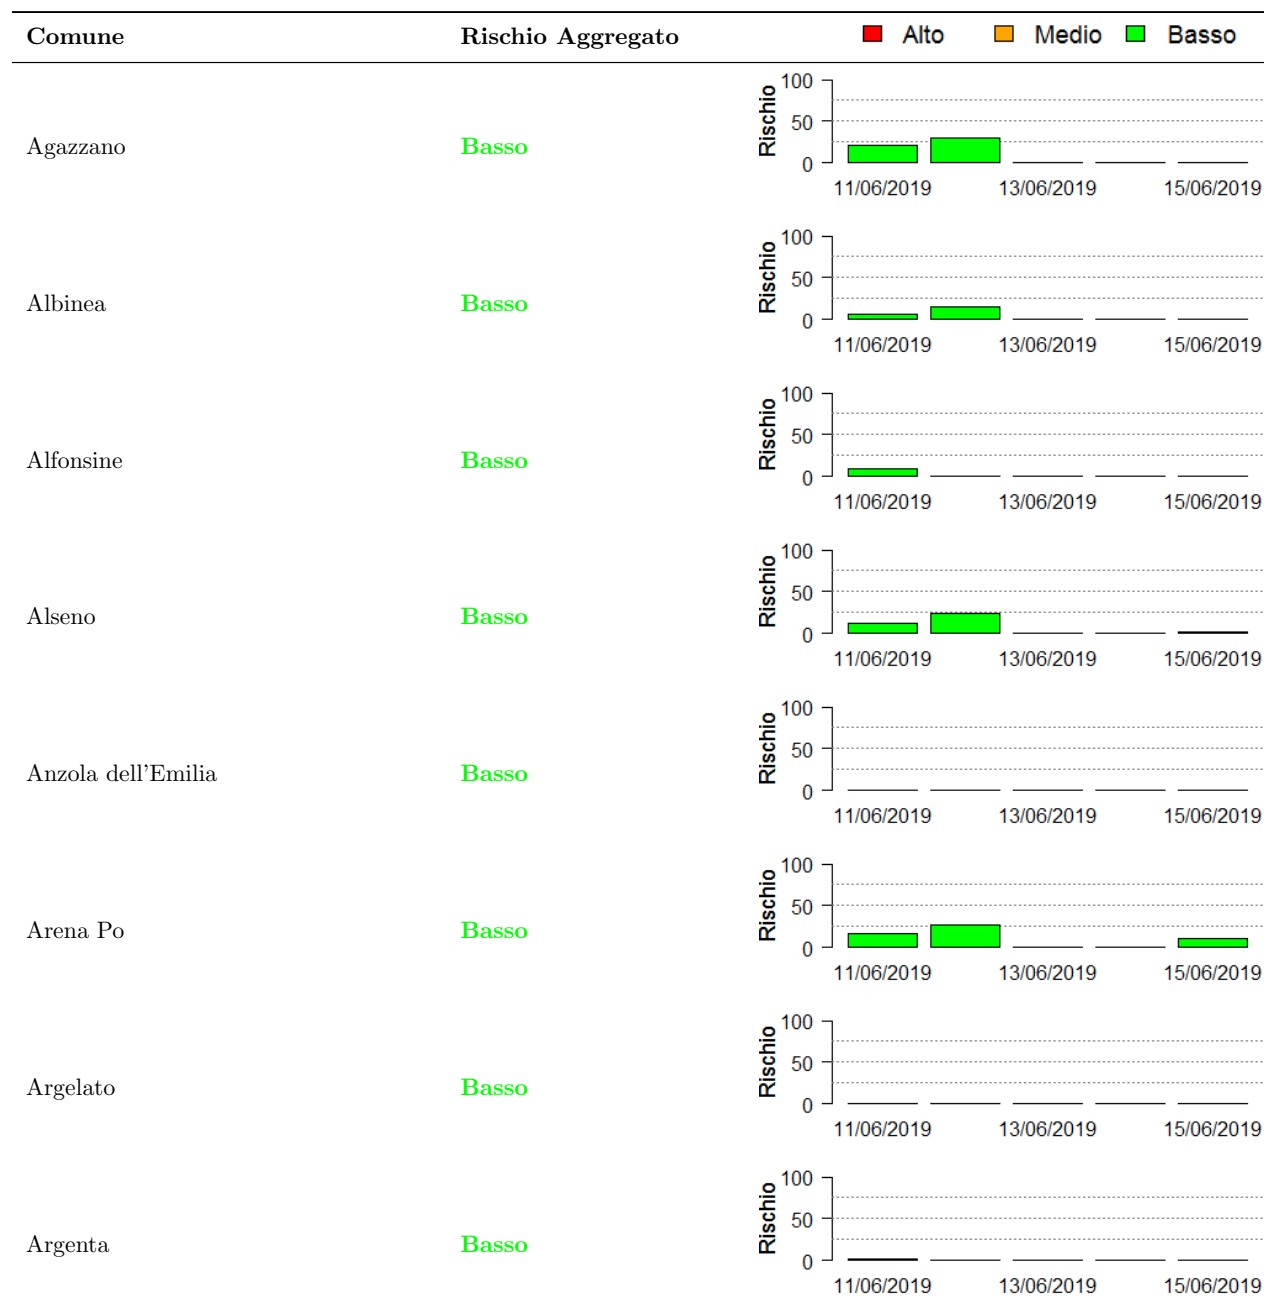 Comune Rischio Aggregato Alto Medio Basso
100
50
0
Rischio
Agazzano Basso
11/06/2019 13/06/2019 15/06/2019
100
50
0
Rischio
Albinea Basso
11/06/2019 13/06/2019 15/06/2019
100
50
0
Rischio
Alfonsine Basso
11/06/2019 13/06/2019 15/06/2019
100
50
0
Rischio
Alseno Basso
11/06/2019 13/06/2019 15/06/2019
100
50
0
Rischio
Anzola dell'Emilia Basso
11/06/2019 13/06/2019 15/06/2019
100
50
0
Rischio
Arena Po Basso
11/06/2019 13/06/2019 15/06/2019
100
50
0
Rischio
Argelato Basso
11/06/2019 13/06/2019 15/06/2019
100
50
0
Rischio
Argenta Basso
11/06/2019 13/06/2019 15/06/2019